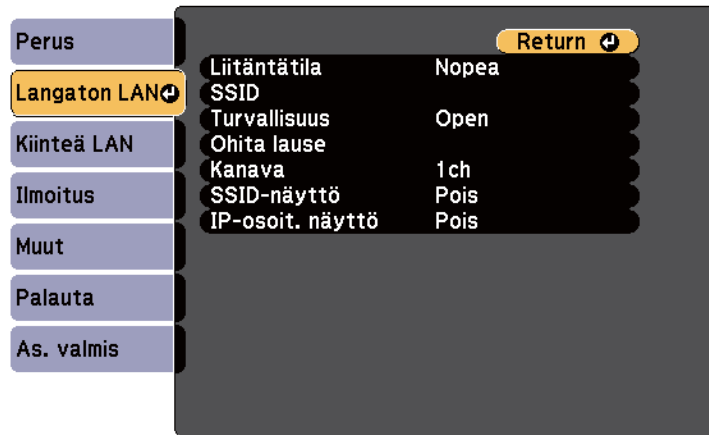 Perus
Langaton LAN
Kiinteä LAN
Ilmoitus
Muut
Palauta
As. valmis
Return
Liitäntätila Nopea
SSID
Turvallisuus Open
Ohita lause
Kanava 1ch
SSID-näyttö Pois
IP-osoit. näyttö Pois